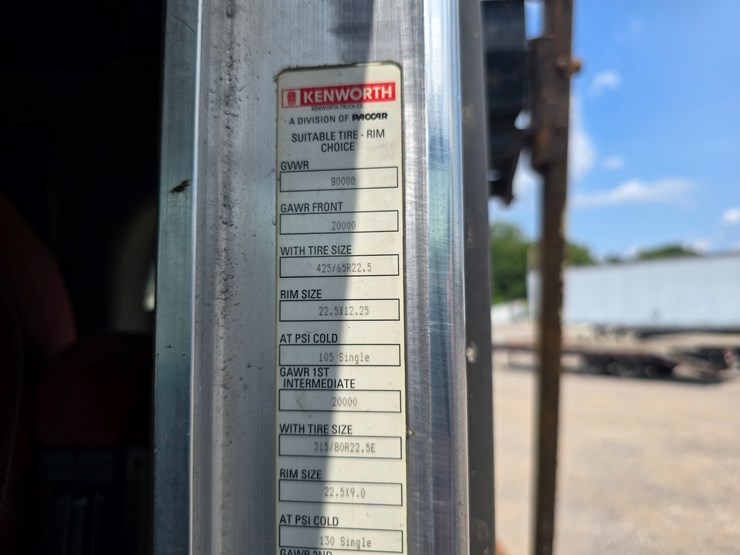 KENWORTH
KENWORTH TRUCK CO.
A DIVISION OF PACCAR
SUITABLE TIRE - RIM
CHOICE
GVWR
80000
GAWR FRONT
20000
WITH TIRE SIZE
425/65R22.5
RIM SIZE
22.5X12.25
AT PSI COLD
105 Single
GAWR 1ST
INTERMEDIATE
20000
WITH TIRE SIZE
315/80R22.5E
RIM SIZE
22.5X9.0
AT PSI COLD
130 Single
GAWR 2ND